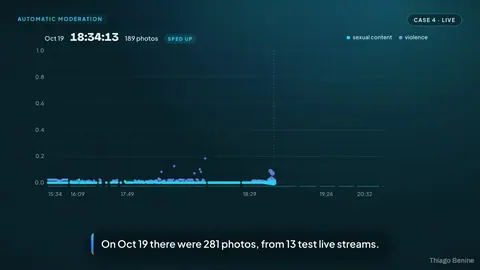 AUTOMATIC MODERATION
CASE 4 · LIVE
Oct 19 18:34:13 189 photos SPED UP
sexual content violence
1.0
0.8
0.6
0.4
0.2
0.0
15:34 16:09 17:49 18:29 19:26 20:32
On Oct 19 there were 281 photos, from 13 test live streams.
Thiago Benine